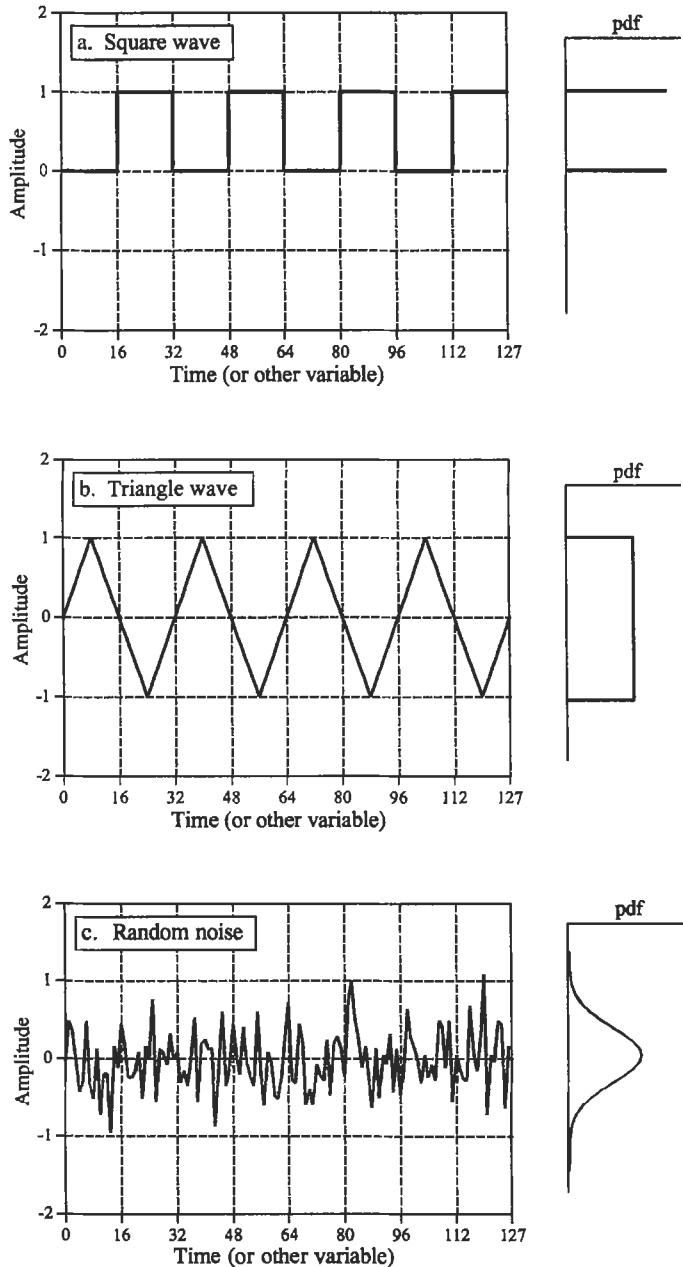 a. Square wave
pdf
2
1
0
-1
-2
Amplitude
0 16 32 48 64 80 96 112 127
Time (or other variable)
b. Triangle wave
pdf
2
1
0
-1
-2
Amplitude
0 16 32 48 64 80 96 112 127
Time (or other variable)
c. Random noise
pdf
2
1
0
-1
-2
Amplitude
0 16 32 48 64 80 96 112 127
Time (or other variable)